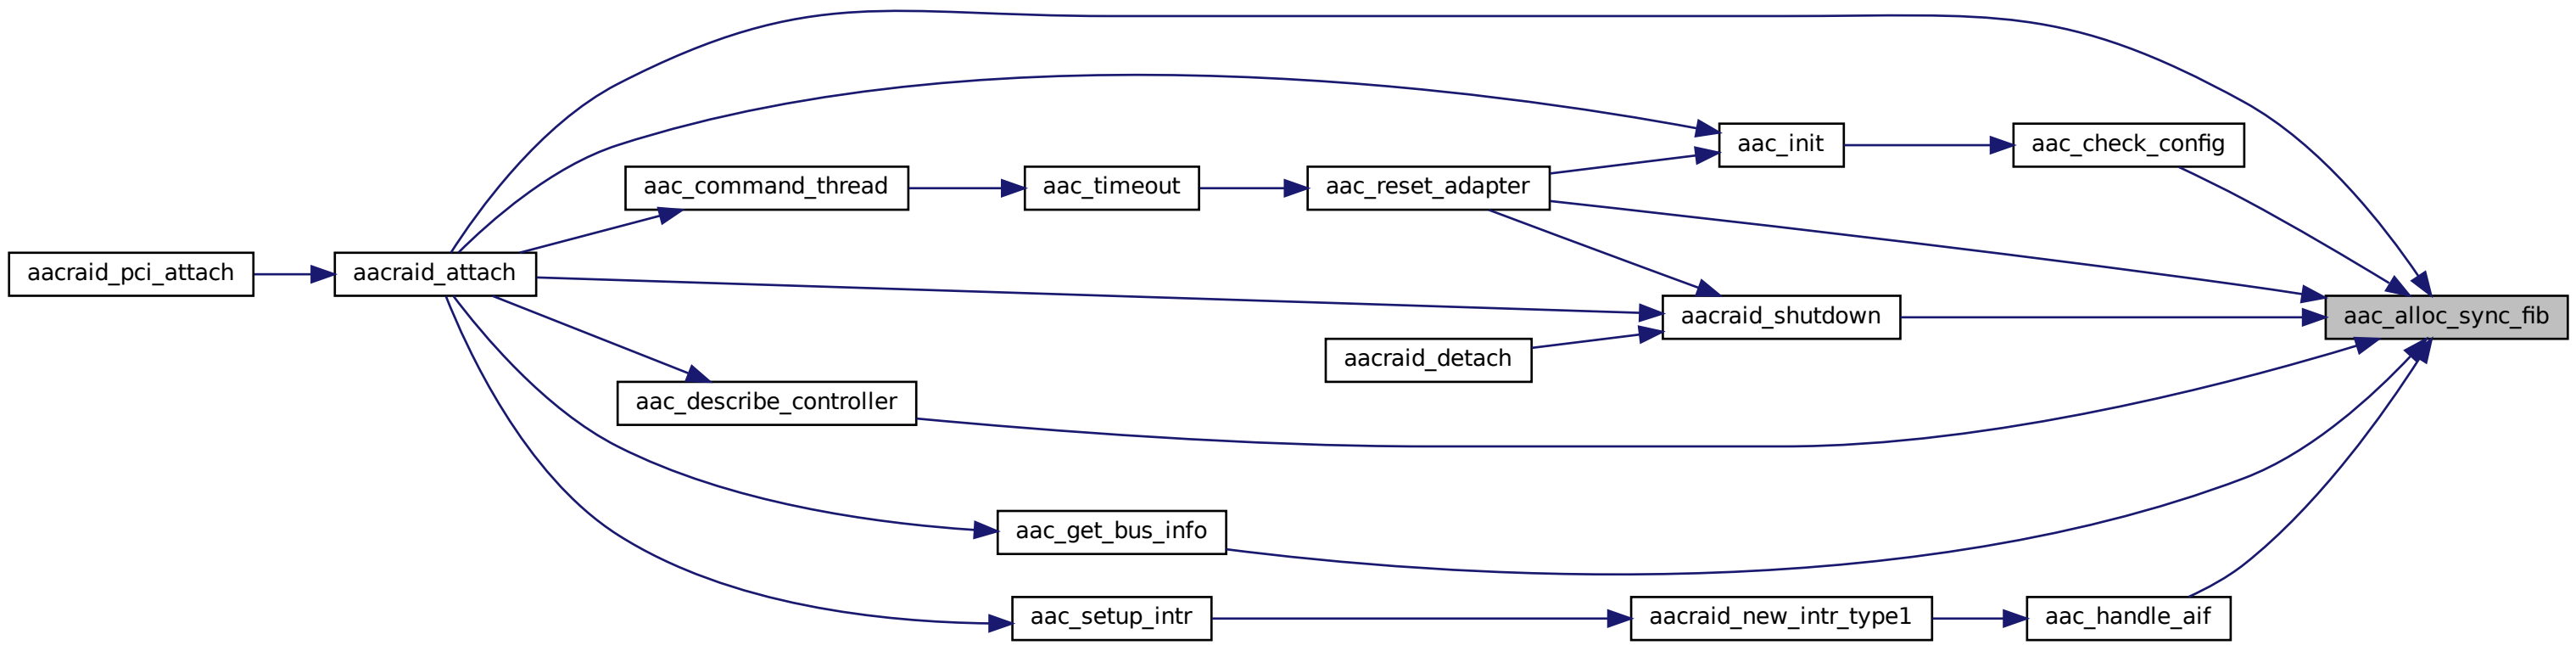 aac_init
aac_check_config
aac_command_thread
aac_timeout
aac_reset_adapter
aacraid_pci_attach
aacraid_attach
aacraid_shutdown
aac_alloc_sync_fib
aacraid_detach
aac_describe_controller
aac_get_bus_info
aac_setup_intr
aacraid_new_intr_type1
aac_handle_aif